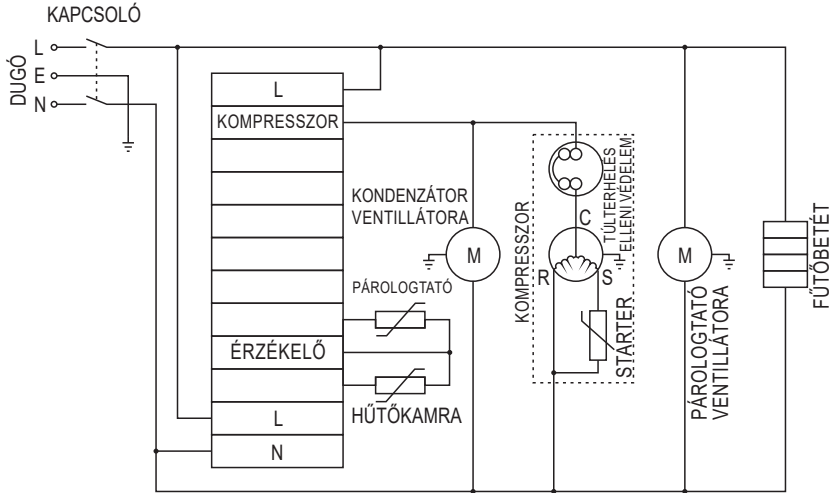 KAPCSOLÓ
DUGÓ
L
E
N
L
KOMPRESSZOR
ÉRZÉKELŐ
L
N
KONDENZÁTOR
VENTILLÁTORA
M
PÁROLOGTATÓ
HŰTŐKAMRA
KOMPRESSZOR
TÚLTERHELÉS
ELLENI VÉDELEM
C
R
S
STARTER
M
PÁROLOGTATÓ
VENTILLÁTORA
FŰTŐBETÉT